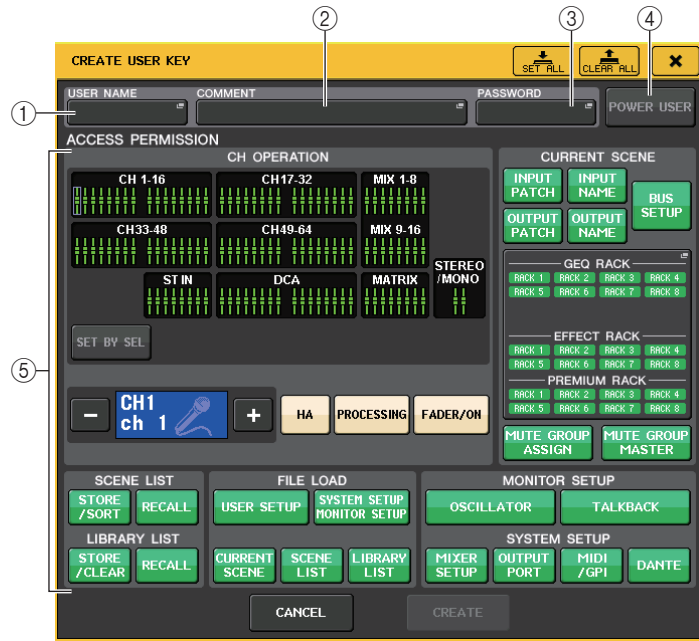 ② ③ ④
CREATE USER KEY
SET ALL
CLEAR ALL
①
USER NAME
COMMENT
PASSWORD
POWER USER
ACCESS PERMISSION
⑤
CH OPERATION
CH 1-16
CH17-32
MIX 1-8
CH33-48
CH49-64
MIX 9-16
ST IN
DCA
MATRIX
STEREO
/MONO
SET BY SEL
CH1
ch 1
HA
PROCESSING
FADER/ON
CURRENT SCENE
INPUT
PATCH
INPUT
NAME
BUS
SETUP
OUTPUT
PATCH
OUTPUT
NAME
GEQ RACK
RACK 1 RACK 2 RACK 3 RACK 4
RACK 5 RACK 6 RACK 7 RACK 8
EFFECT RACK
RACK 1 RACK 2 RACK 3 RACK 4
RACK 5 RACK 6 RACK 7 RACK 8
PREMIUM RACK
RACK 1 RACK 2 RACK 3 RACK 4
RACK 5 RACK 6 RACK 7 RACK 8
MUTE GROUP
ASSIGN
MUTE GROUP
MASTER
SCENE LIST
STORE
/SORT
RECALL
LIBRARY LIST
STORE
/CLEAR
RECALL
FILE LOAD
USER SETUP
SYSTEM SETUP
MONITOR SETUP
CURRENT
SCENE
SCENE
LIST
LIBRARY
LIST
MONITOR SETUP
OSCILLATOR
TALKBACK
SYSTEM SETUP
MIXER
SETUP
OUTPUT
PORT
MIDI
/GPI
DANTE
CANCEL
CREATE